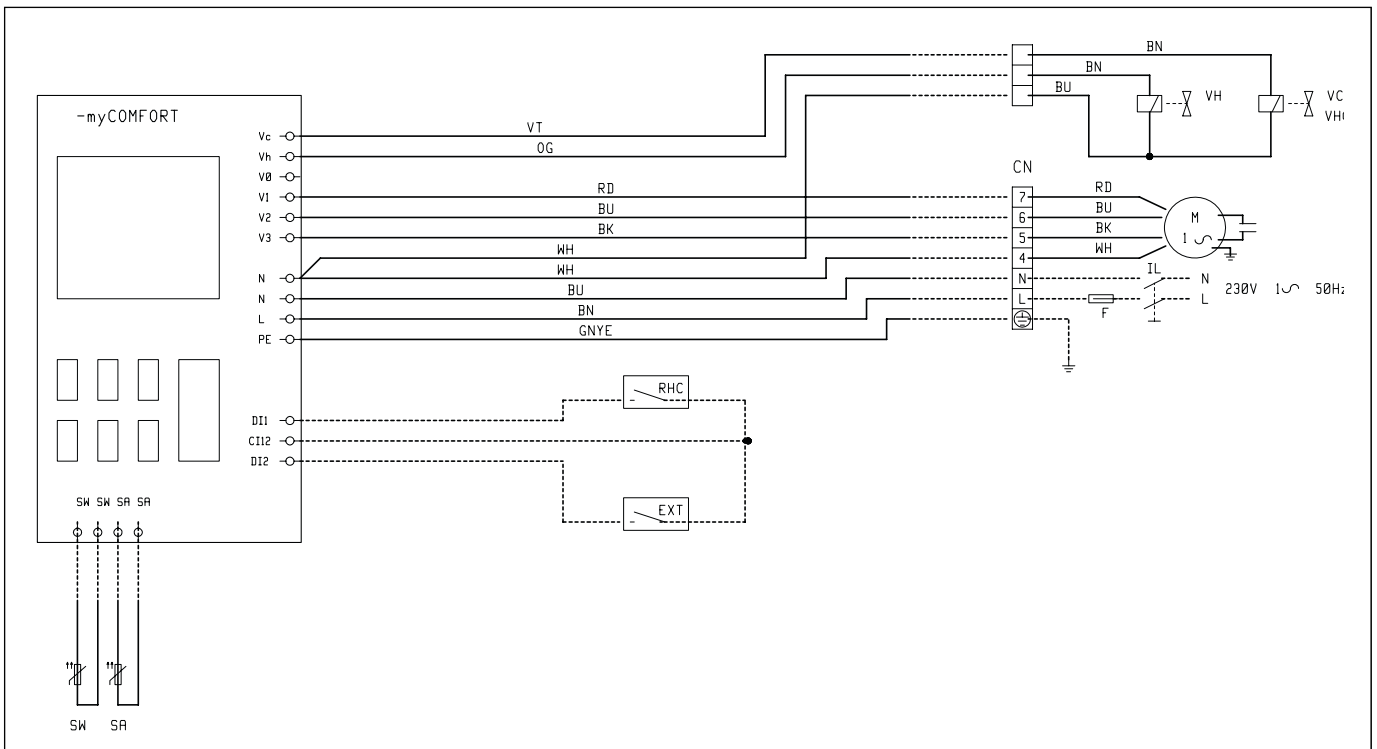 BN
BN
BU
VH
VC
-myCOMFORT
Vc
VT
Vh
OG
CN
V0
V1
RD
7
RD
V2
BU
6
BU
M
V3
BK
5
BK
1
WH
4
WH
N
WH
N
IL
N
N
BU
L
F
L
230V 1 50Hz
L
BN
PE
GNYE
RHC
DI1
CI12
DI2
EXT
SW SW SA SA
SW SA